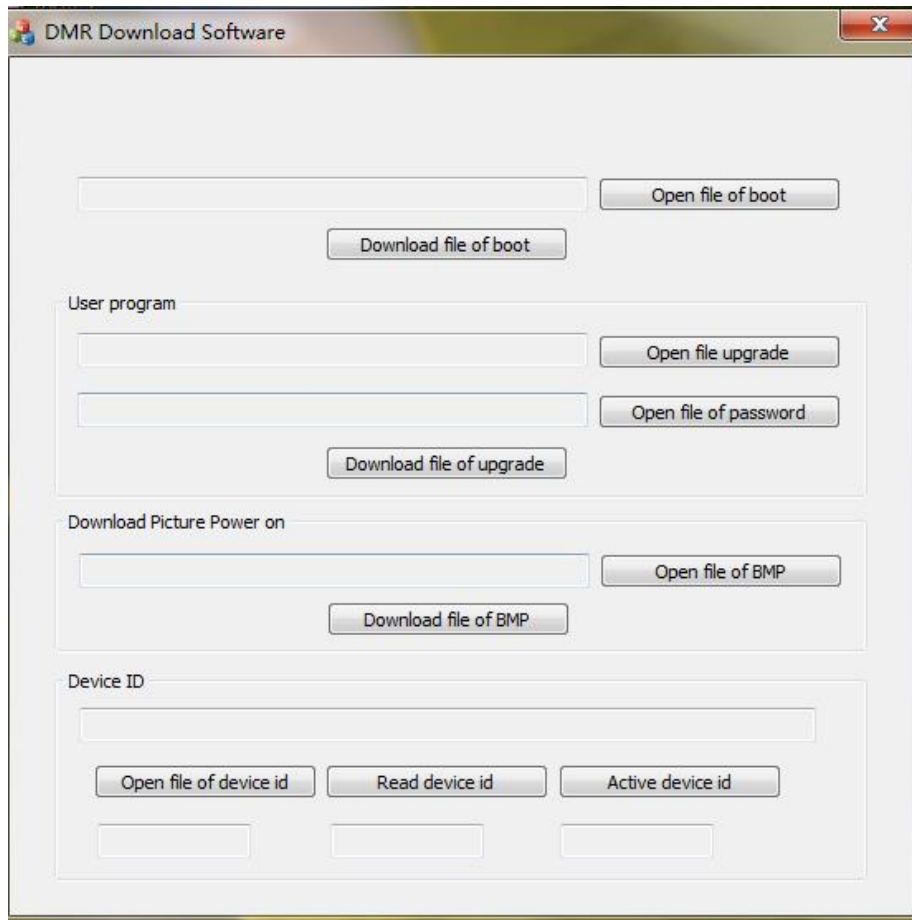 DMR Download Software
X
Open file of boot
Download file of boot
User program
Open file upgrade
Open file of password
Download file of upgrade
Download Picture Power on
Open file of BMP
Download file of BMP
Device ID
Open file of device id
Read device id
Active device id